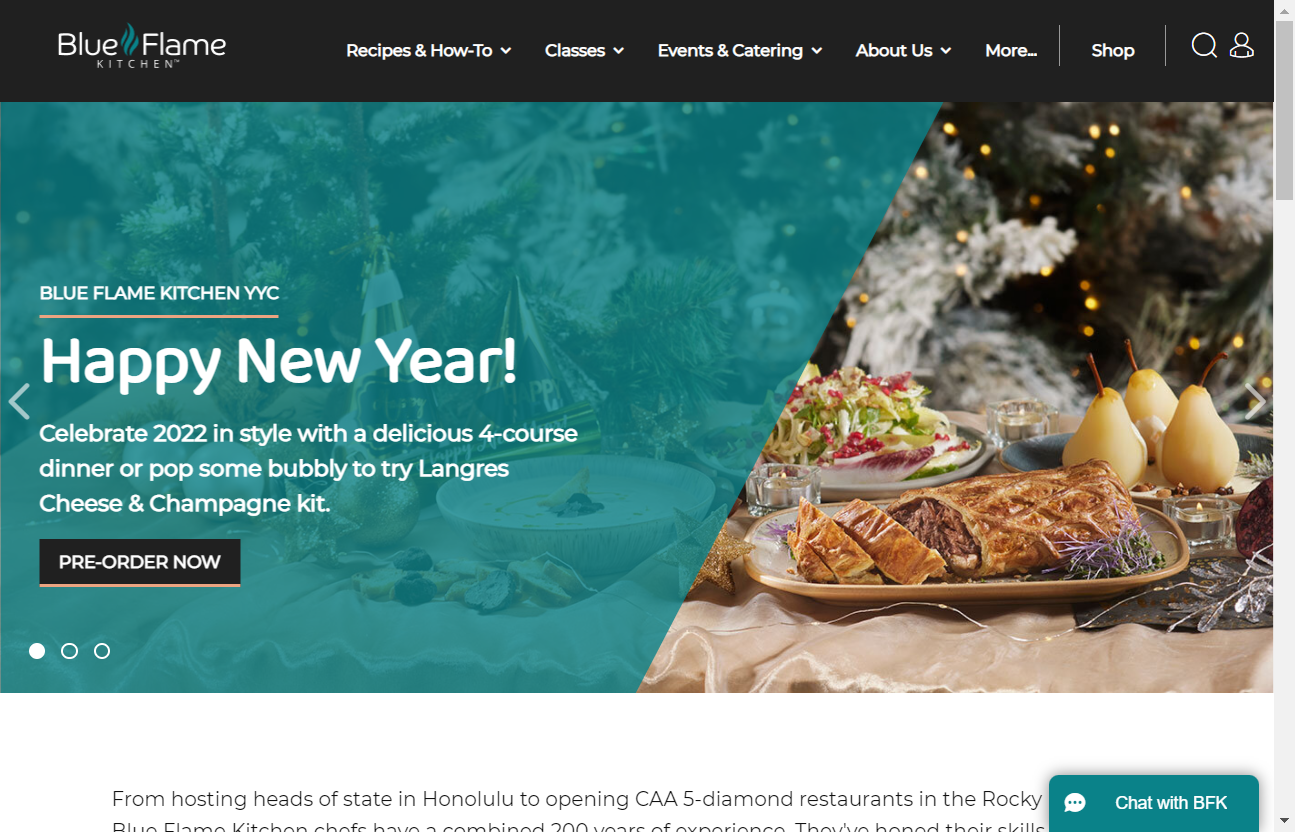 Blue Flame
KITCHEN™
Recipes & How-To
Classes
Events & Catering
About Us
More...
Shop
BLUE FLAME KITCHEN YYC
Happy New Year!
Celebrate 2022 in style with a delicious 4-course
dinner or pop some bubbly to try Langres
Cheese & Champagne kit.
PRE-ORDER NOW
From hosting heads of state in Honolulu to opening CAA 5-diamond restaurants in the Rocky
Blue Flame Kitchen chefs have a combined 200 years of experience. They've honed their skills
Chat with BFK